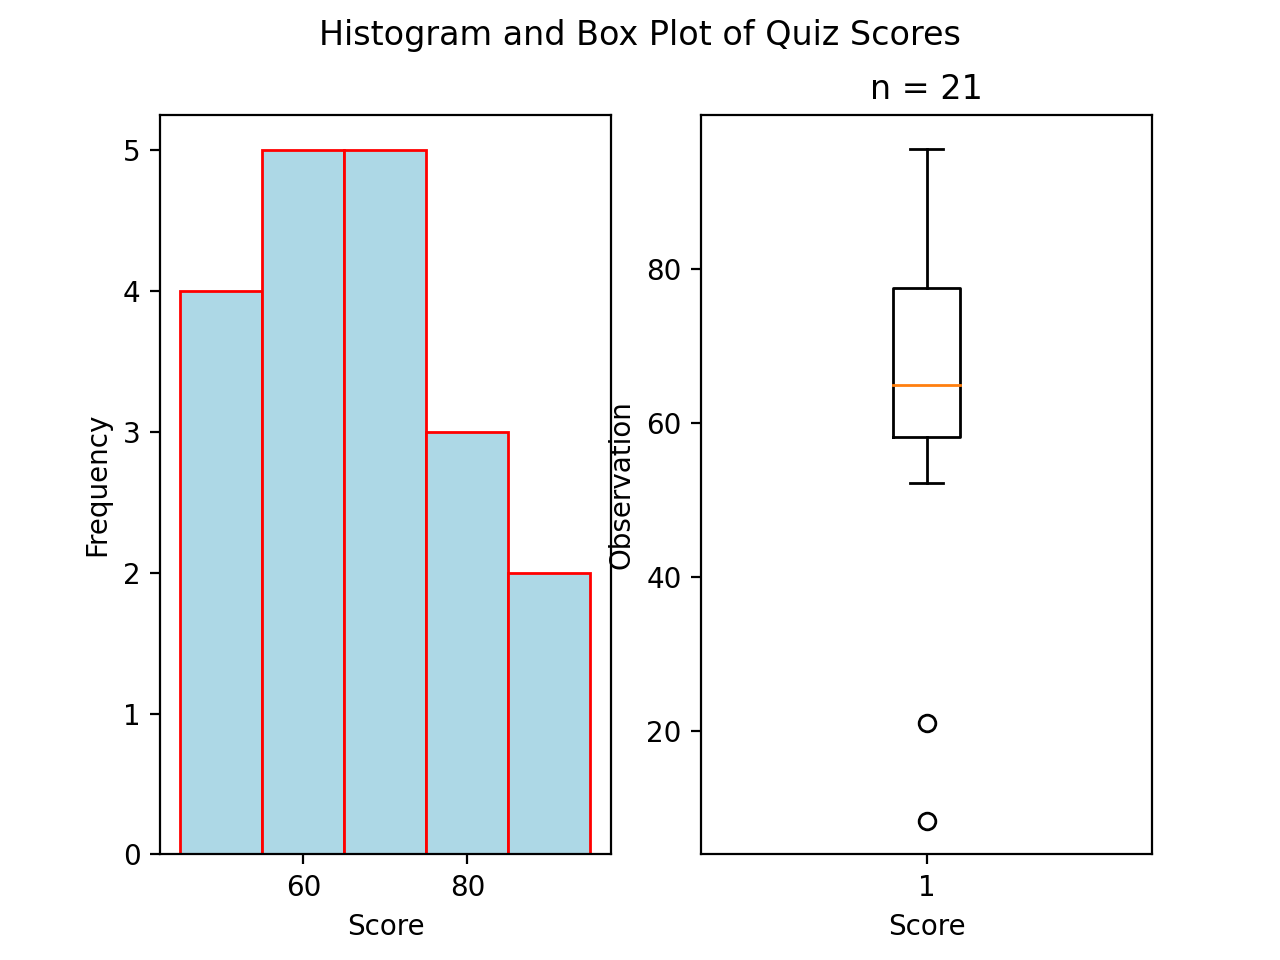 Histogram and Box Plot of Quiz Scores
Frequency
5
4
3
2
1
0
60 80
Score
n = 21
Observation
80
60
40
20
1
Score